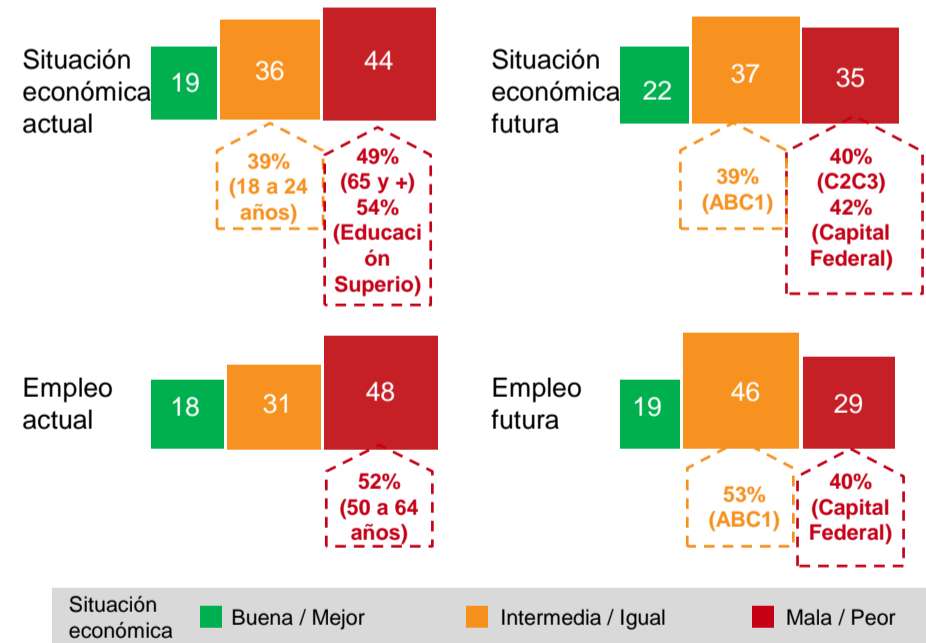 Situación
económica
actual
19
36
44
39%
(18 a 24
años)
49%
(65 y +)
54%
(Educaci
ón
Superio)
Situación
económica
futura
22
37
35
39%
(ABC1)
40%
(C2C3)
42%
(Capital
Federal)
Empleo
actual
18
31
48
52%
(50 a 64
años)
Empleo
futura
19
46
29
53%
(ABC1)
40%
(Capital
Federal)
Situación
económica
Buena / Mejor
Intermedia / Igual
Mala / Peor